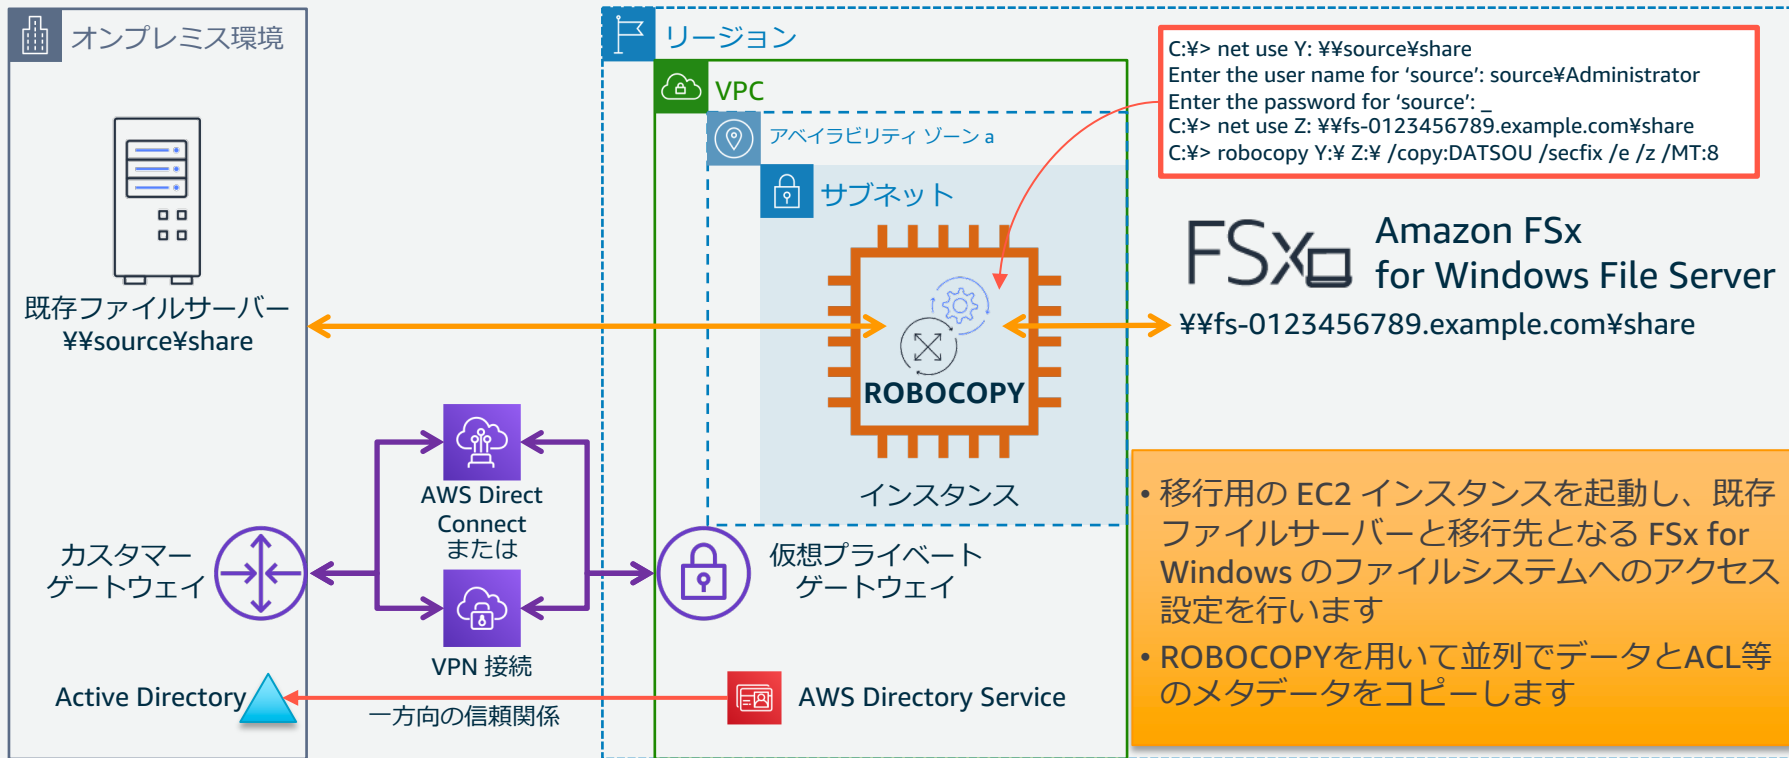 オンプレミス環境
リージョン
VPC
アベイラビリティ ゾーン a
サブネット
C:¥> net use Y: ¥¥source¥share
Enter the user name for ‘source’: source¥Administrator
Enter the password for ‘source’: _
C:¥> net use Z: ¥¥fs-0123456789.example.com¥share
C:¥> robocopy Y:¥ Z:¥ /copy:DATSOU /secfix /e /z /MT:8
既存ファイルサーバー
¥¥source¥share
ROBOCOPY
インスタンス
FSx
Amazon FSx
for Windows File Server
¥¥fs-0123456789.example.com¥share
AWS Direct
Connect
または
VPN 接続
カスタマー
ゲートウェイ
仮想プライベート
ゲートウェイ
Active Directory
一方向の信頼関係
AWS Directory Service
• 移行用の EC2 インスタンスを起動し、既存
ファイルサーバーと移行先となる FSx for
Windows のファイルシステムへのアクセス
設定を行います
• ROBOCOPYを用いて並列でデータとACL等
のメタデータをコピーします